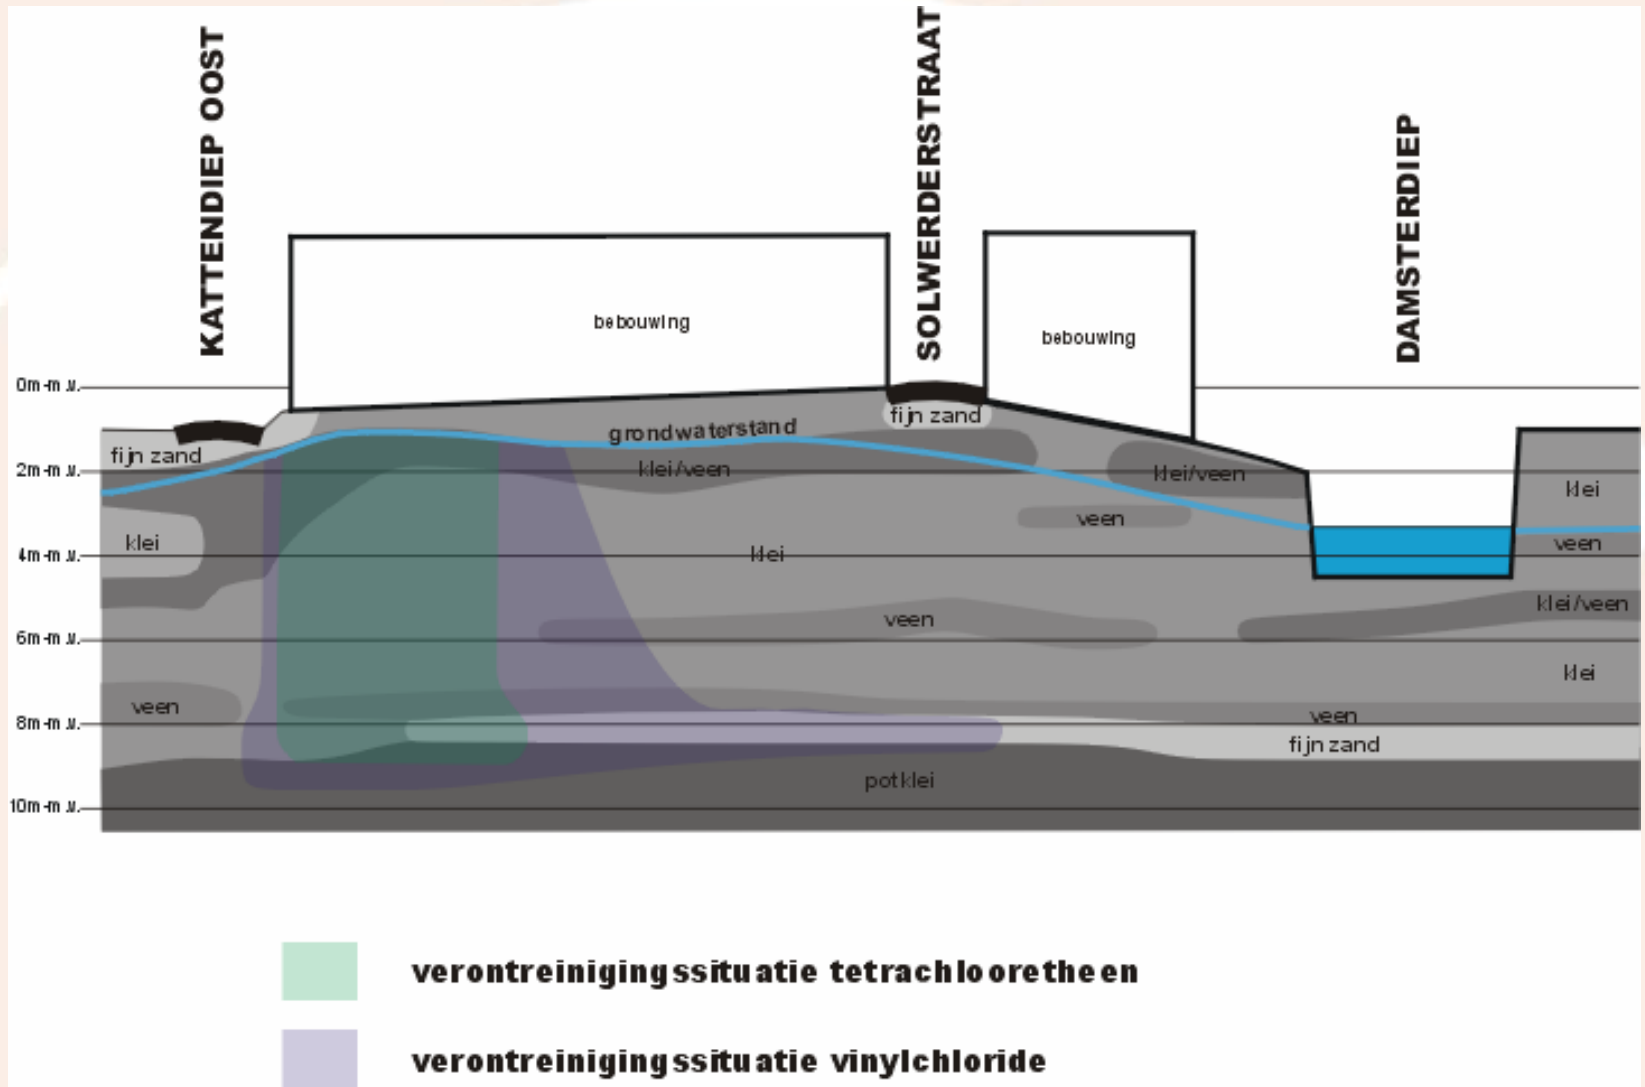 KATTENDIEP OOST
SOLWERDERSTRAAT
DAMSTERDIEP
bebouwing
bebouwing
0m-m.v.
grondwaterstand
fijn zand
fijn zand
2m-m.v.
klei/veen
klei/veen
klei
veen
klei
4m-m.v.
klei
veen
klei/veen
veen
6m-m.v.
klei
veen
8m-m.v.
veen
fijn zand
potklei
10m-m.v.
verontreinigingssituatie tetrachlooretheen
verontreinigingssituatie vinylchloride